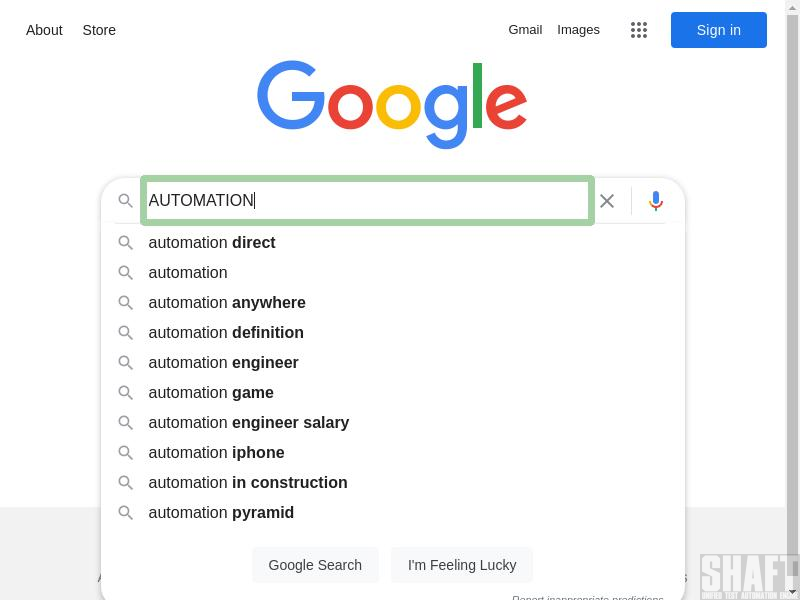 About Store Gmail Images Sign in
Google
AUTOMATION
automation direct
automation
automation anywhere
automation definition
automation engineer
automation game
automation engineer salary
automation iphone
automation in construction
automation pyramid
Google Search I'm Feeling Lucky
Report inappropriate predictions
SHAFT